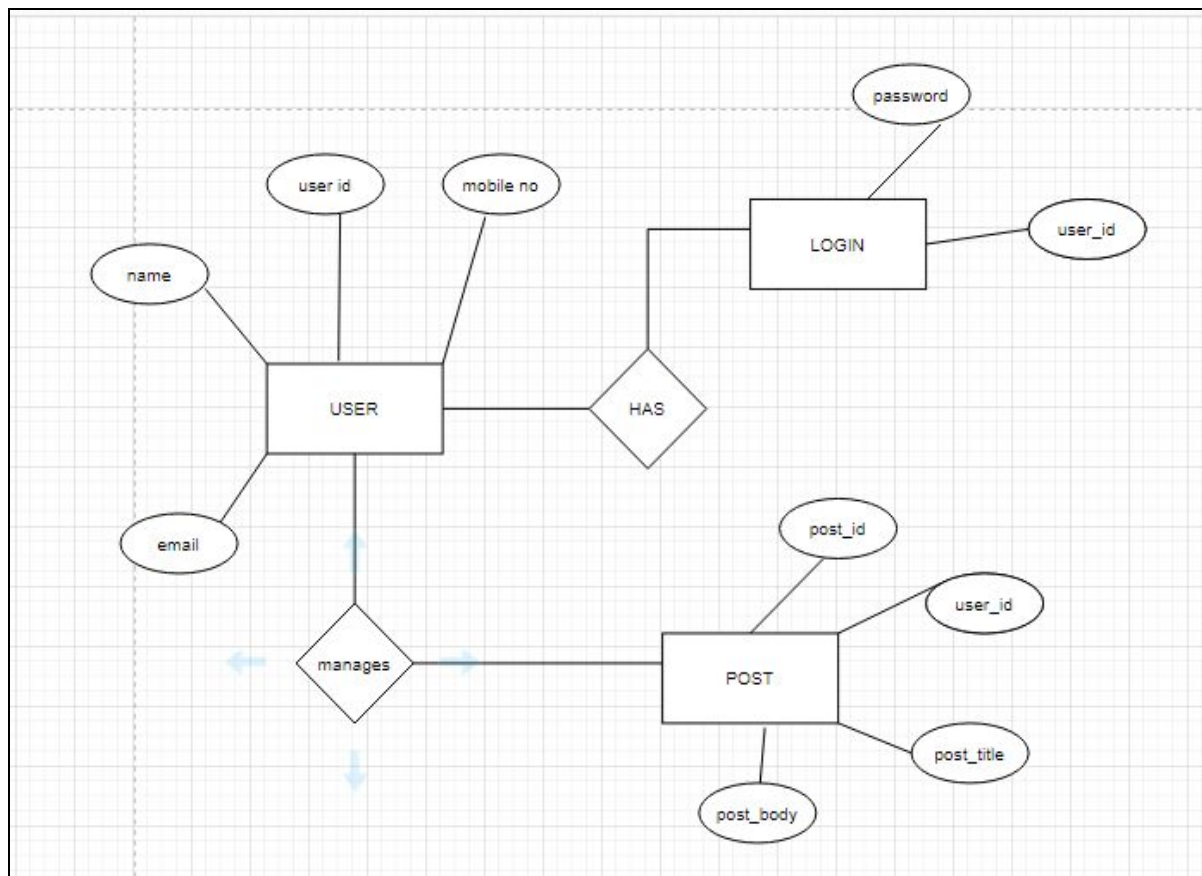 password
user id
mobile no
user_id
LOGIN
name
USER
HAS
post_id
email
user_id
manages
POST
post_title
post_body